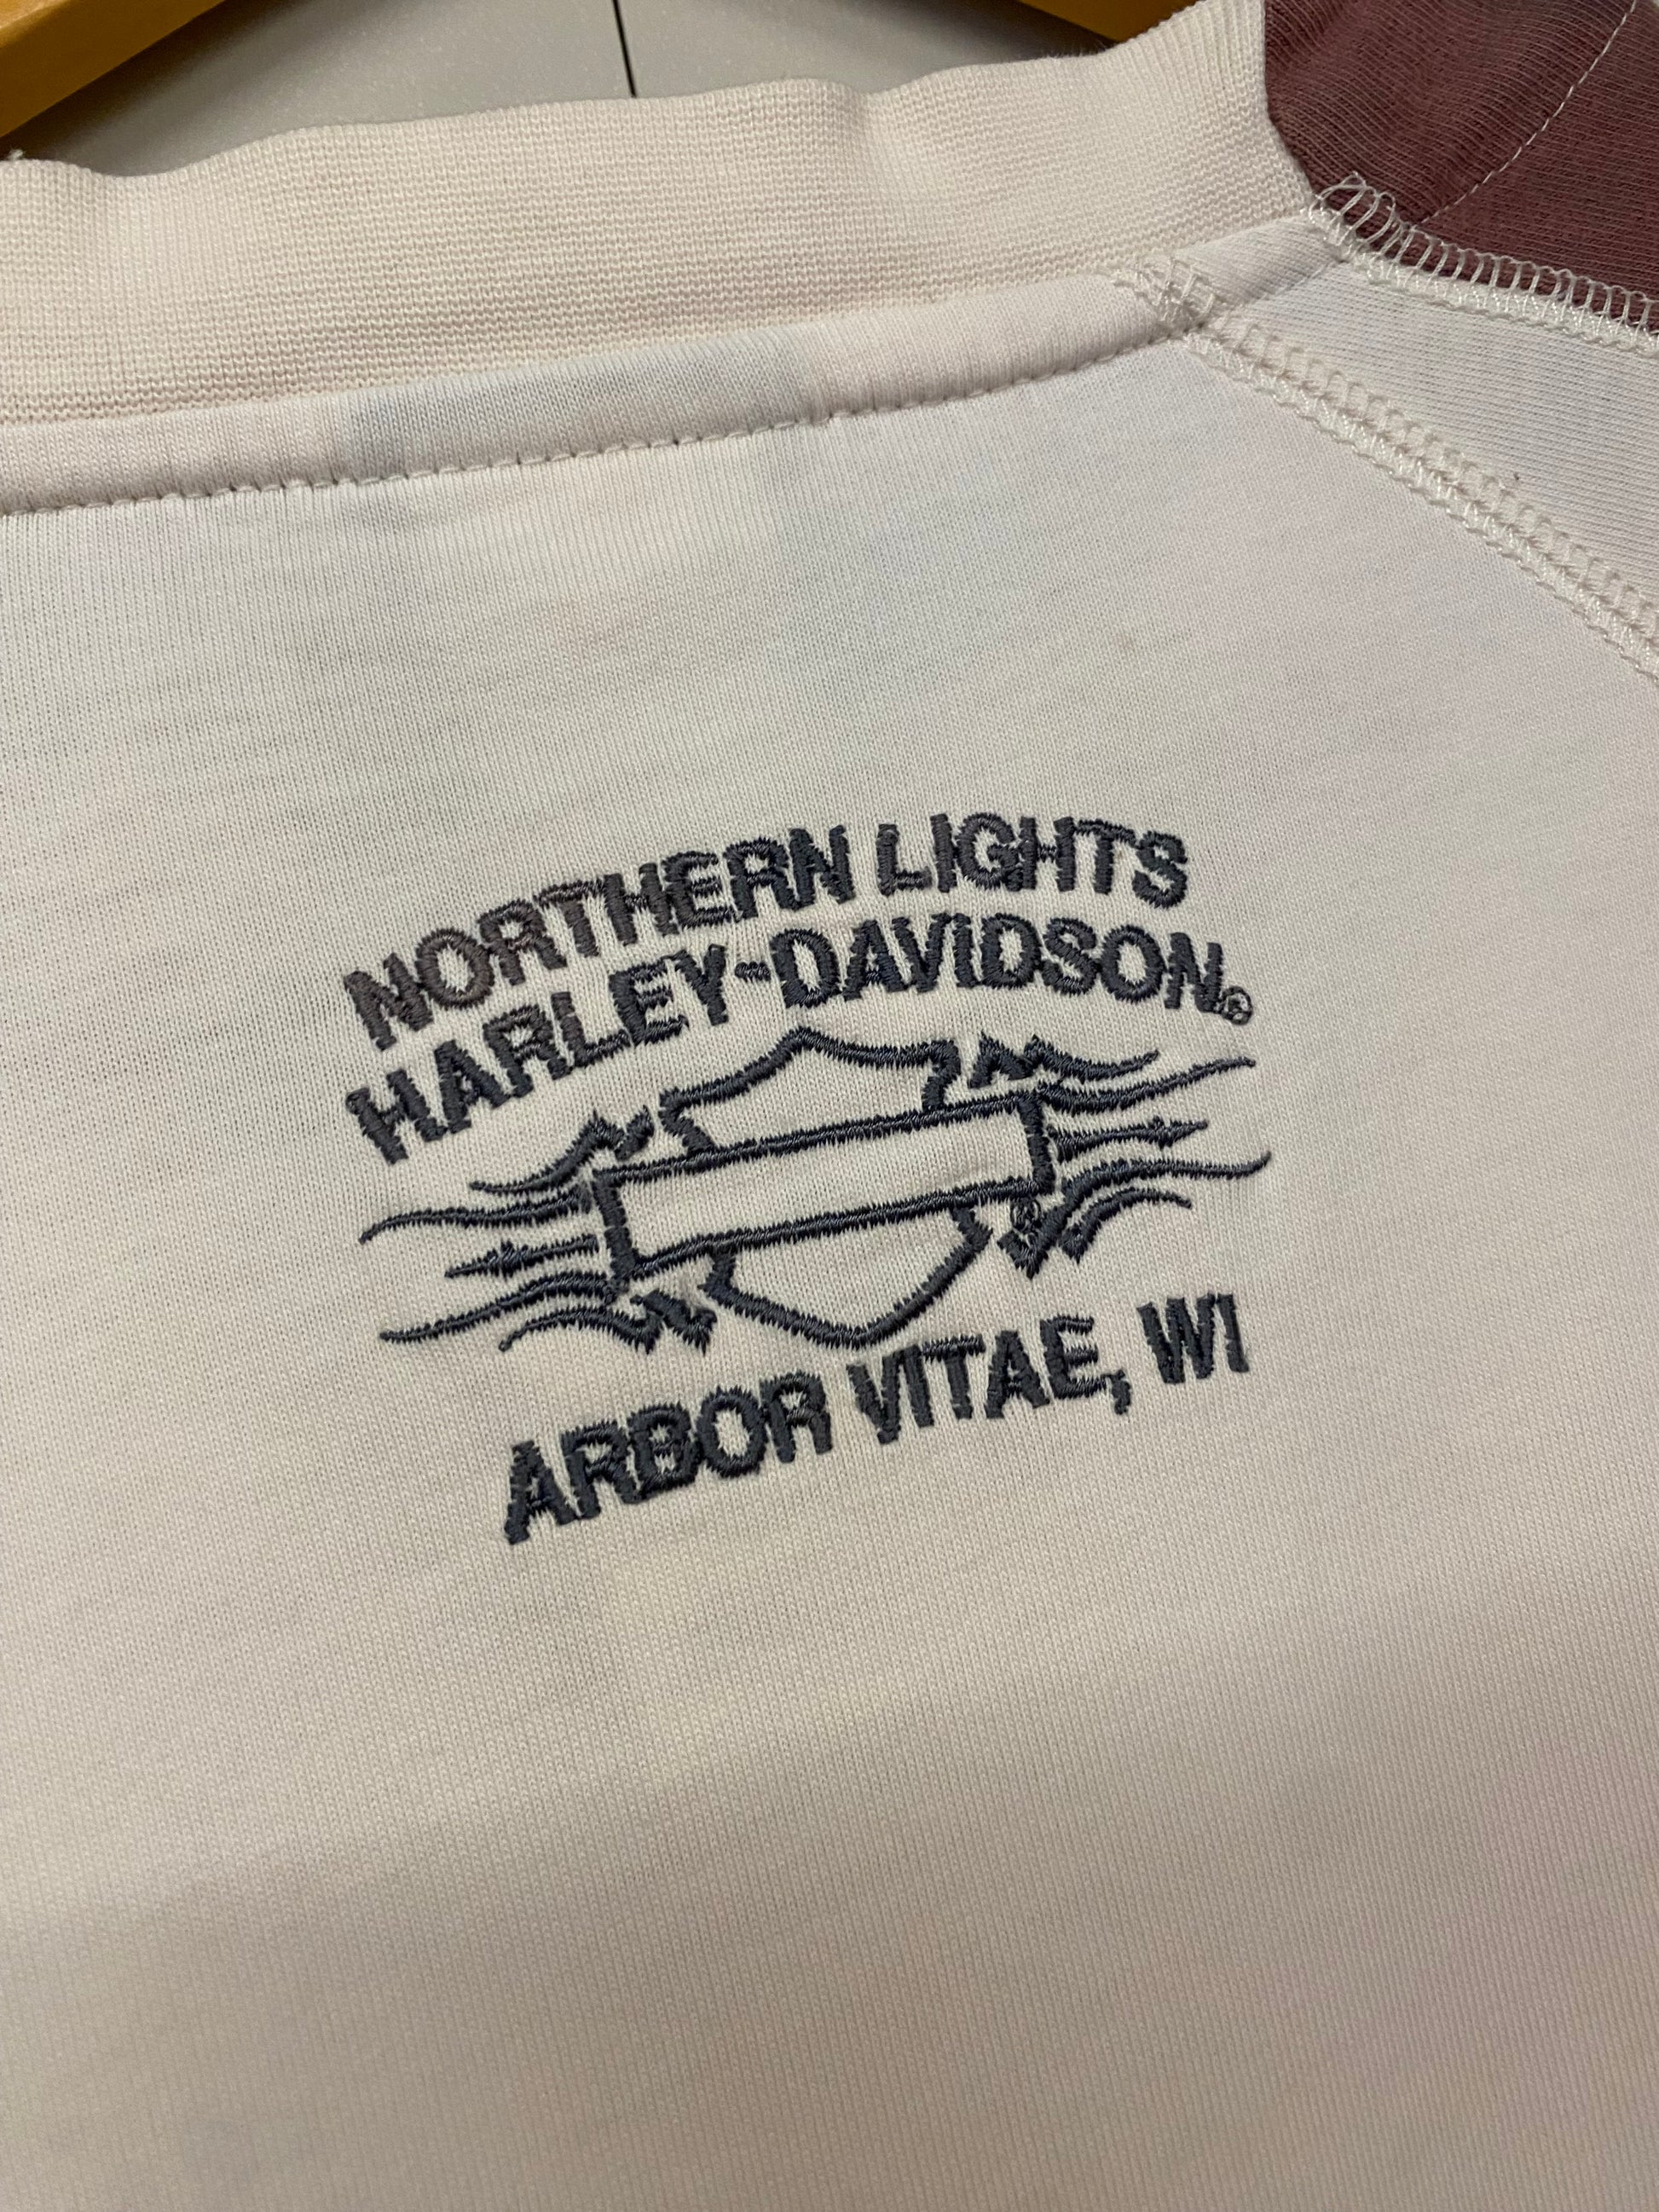 NORTHERN LIGHTS
HARLEY-DAVIDSON®
®
ARBOR VITAE, WI